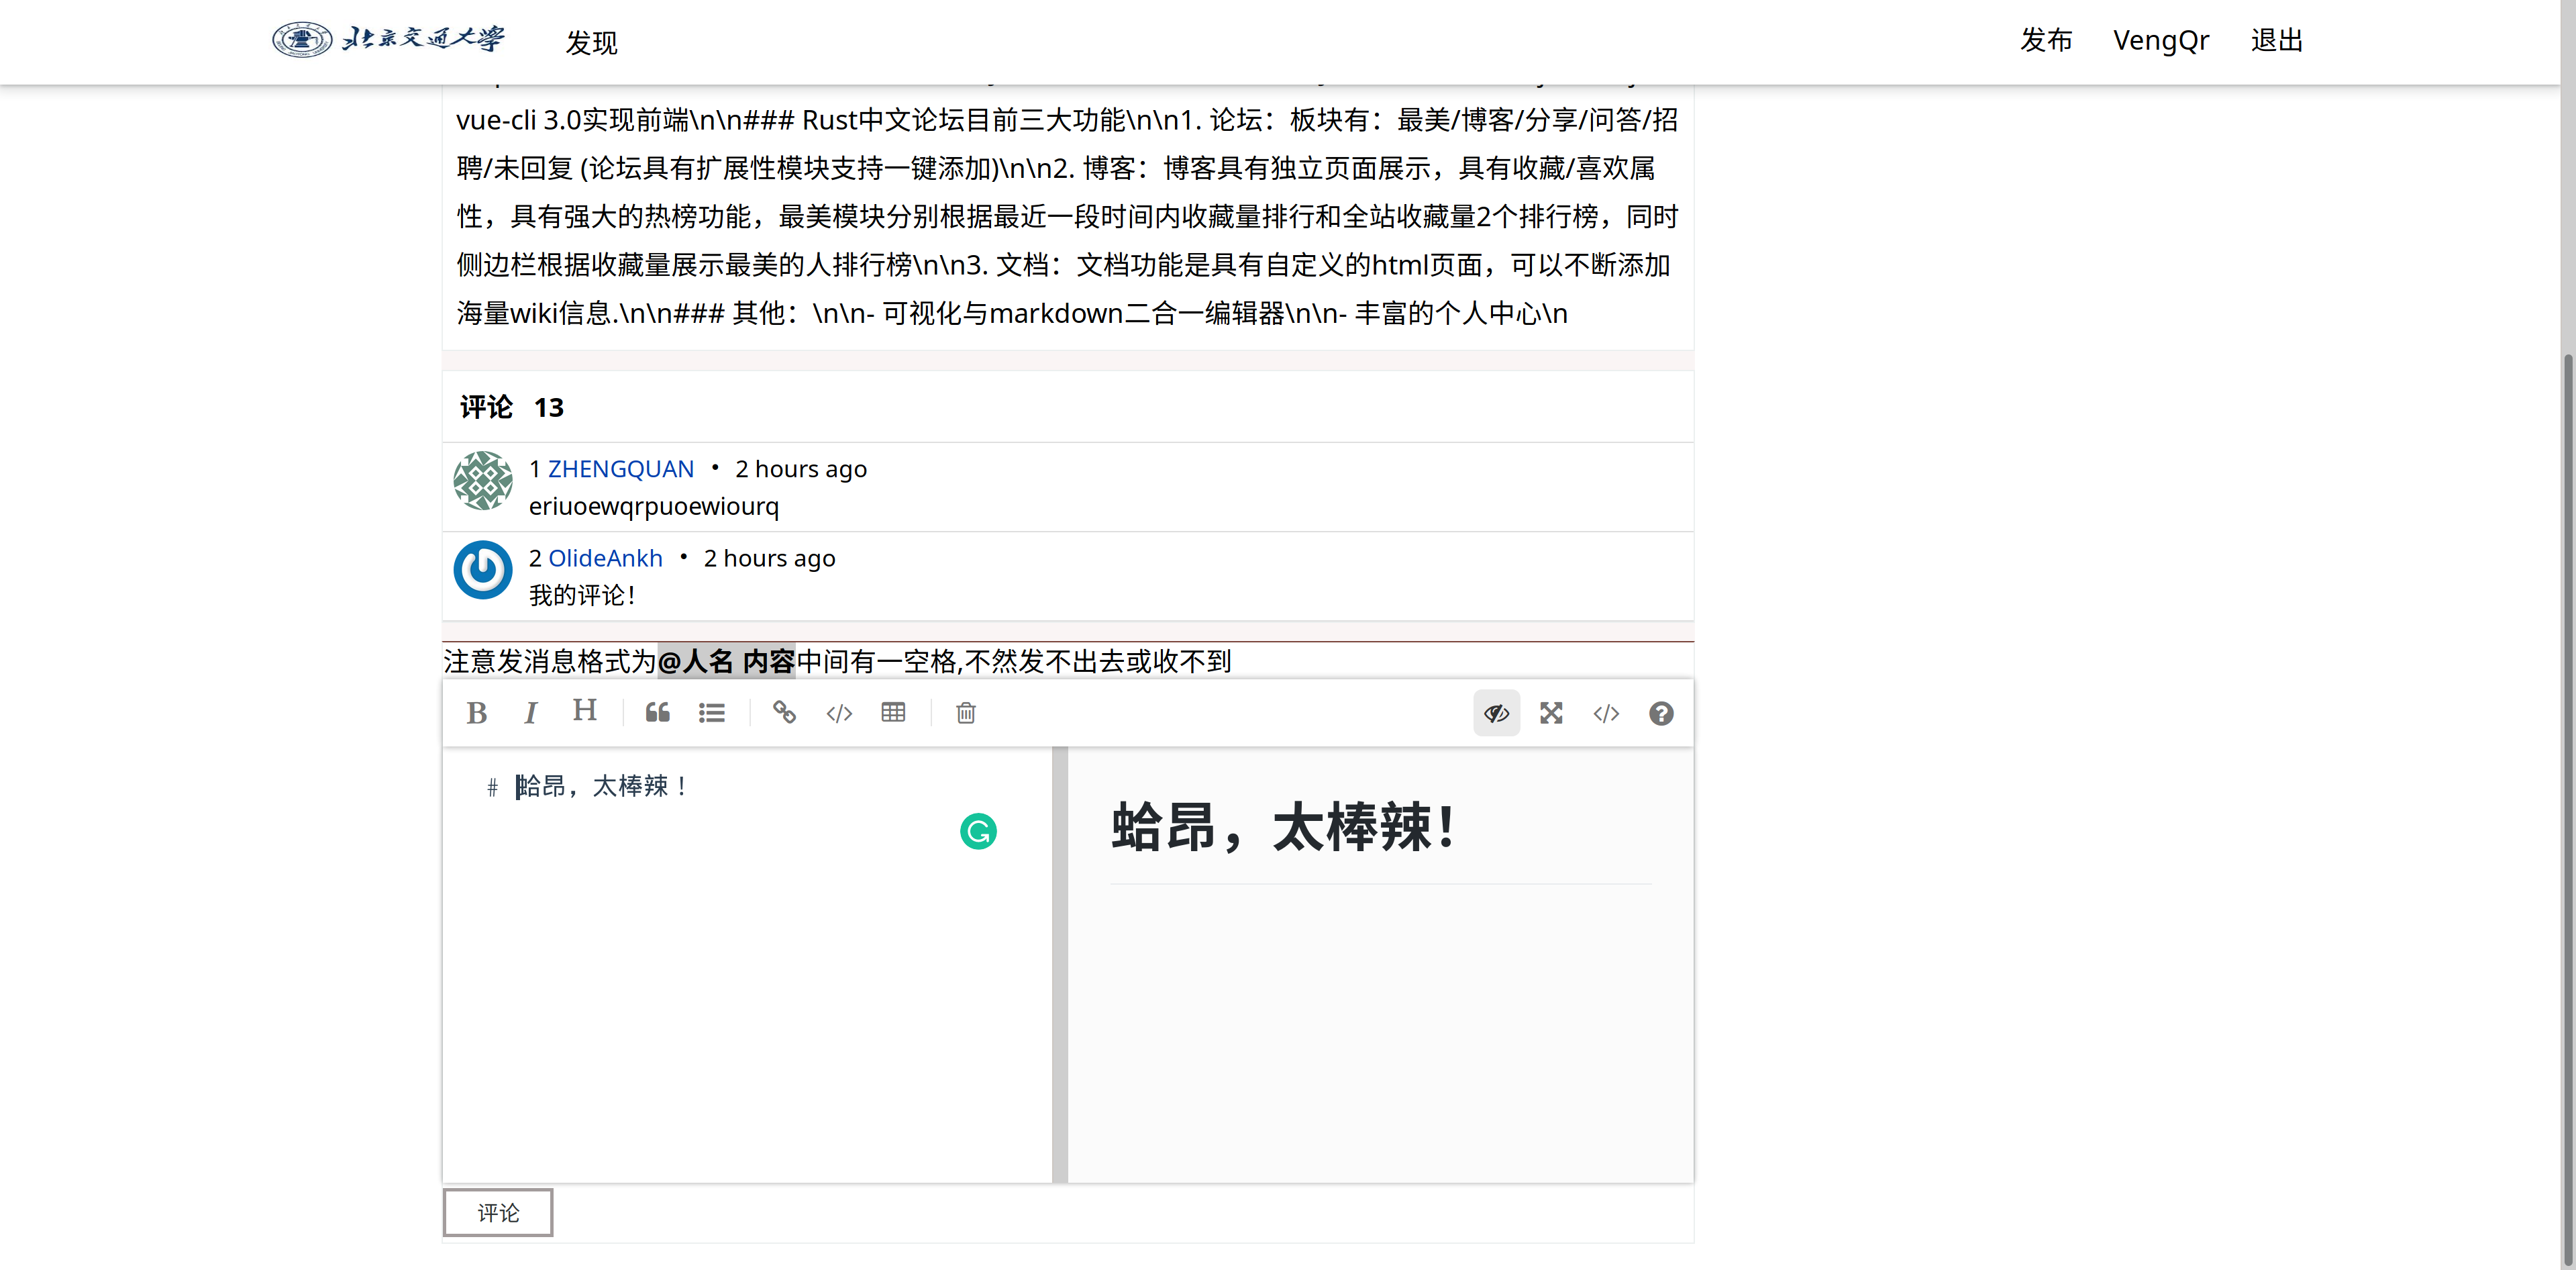 北京交通大学 发现 发布 VengQr 退出
vue-cli 3.0实现前端\n\n### Rust中文论坛目前三大功能\n\n1. 论坛：板块有：最美/博客/分享/问答/招
聘/未回复 (论坛具有扩展性模块支持一键添加)\n\n2. 博客：博客具有独立页面展示，具有收藏/喜欢属
性，具有强大的热榜功能，最美模块分别根据最近一段时间内收藏量排行和全站收藏量2个排行榜，同时
侧边栏根据收藏量展示最美的人排行榜\n\n3. 文档：文档功能是具有自定义的html页面，可以不断添加
海量wiki信息.\n\n### 其他：\n\n- 可视化与markdown二合一编辑器\n\n- 丰富的个人中心\n
评论 13
1 ZHENGQUAN • 2 hours ago
eriuoewqrpuoewiourq
2 OlideAnkh • 2 hours ago
我的评论！
注意发消息格式为@人名 内容中间有一空格,不然发不出去或收不到
B I H
# 蛤昂，太棒辣！
蛤昂，太棒辣！
评论